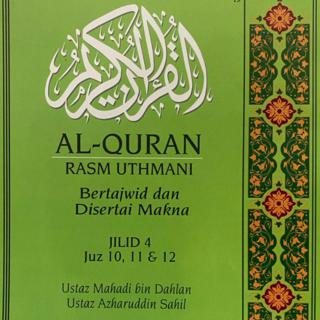 القرآن الكريم
AL-QURAN
RASM UTHMANI
Bertajwid dan
Disertai Makna
JILID 4
Juz 10, 11 & 12
Ustaz Mahadi bin Dahlan
Ustaz Azharuddin Sahil